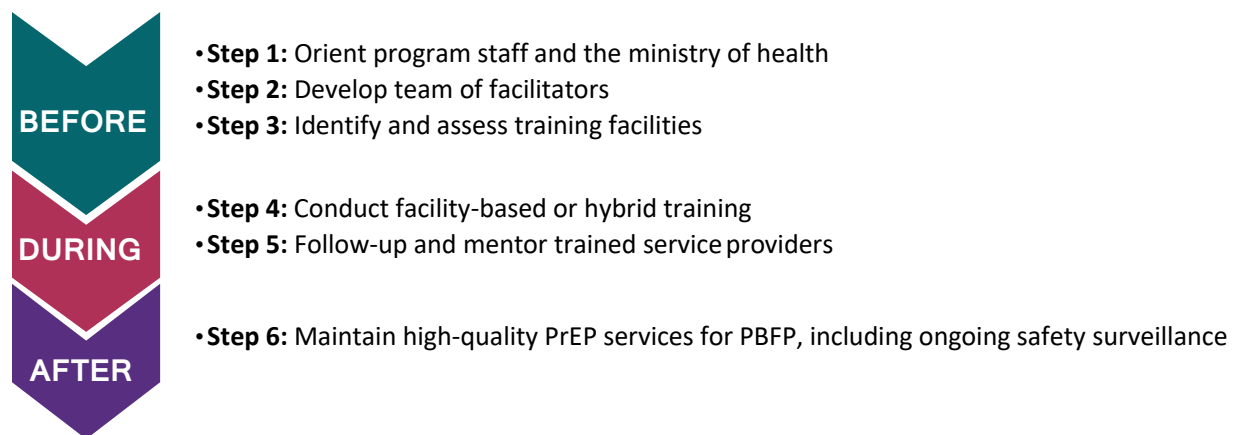 BEFORE
•Step 1: Orient program staff and the ministry of health
•Step 2: Develop team of facilitators
•Step 3: Identify and assess training facilities
DURING
•Step 4: Conduct facility-based or hybrid training
•Step 5: Follow-up and mentor trained service providers
AFTER
•Step 6: Maintain high-quality PrEP services for PBFP, including ongoing safety surveillance